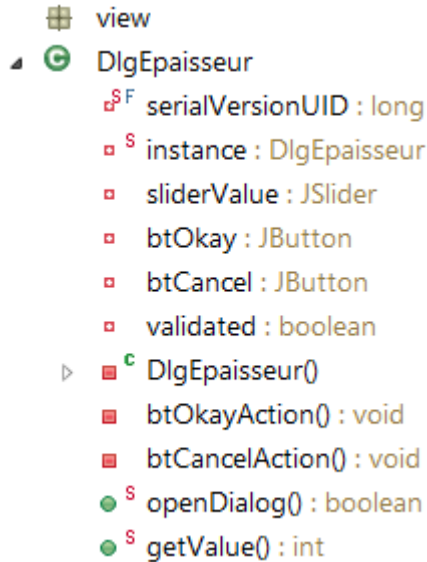 view
DlgEpaisseur
S F serialVersionUID : long
S instance : DlgEpaisseur
sliderValue : JSlider
btOkay : JButton
btCancel : JButton
validated : boolean
C DlgEpaisseur()
btOkayAction() : void
btCancelAction() : void
S openDialog() : boolean
S getValue() : int